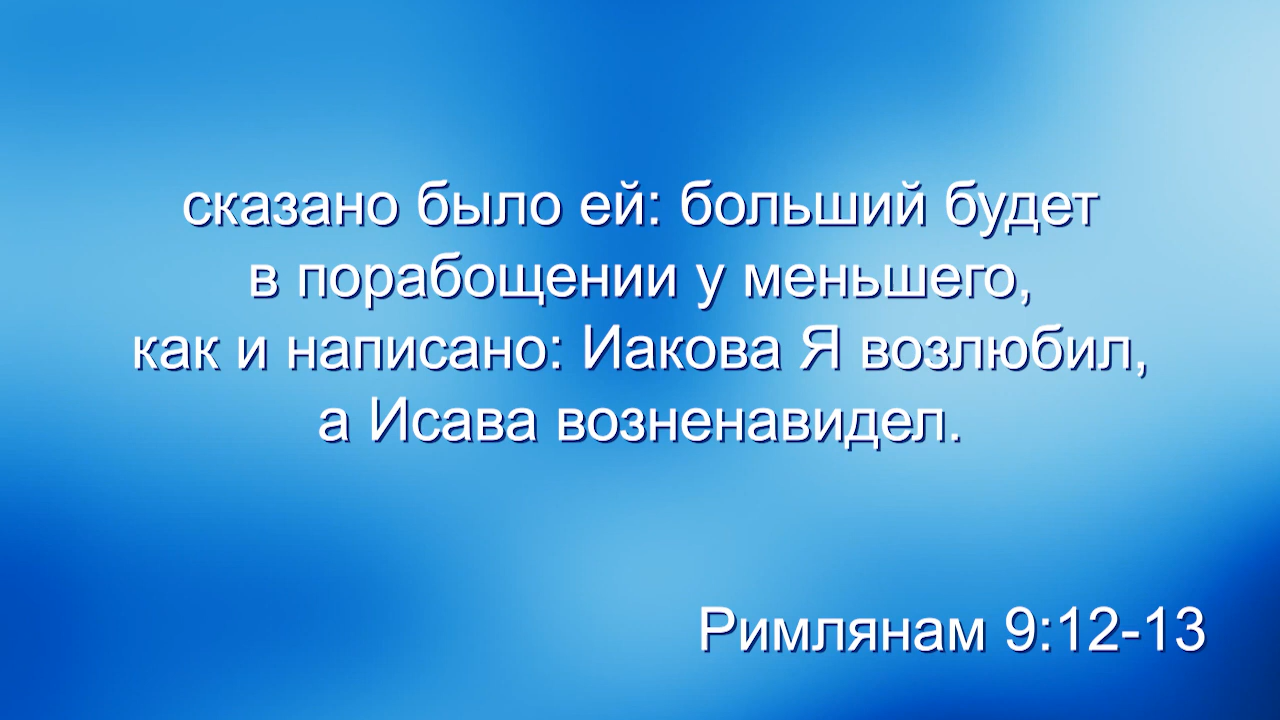 сказано было ей: больший будет
в порабощении у меньшего,
как и написано: Иакова Я возлюбил,
а Исава возненавидел.
Римлянам 9:12-13